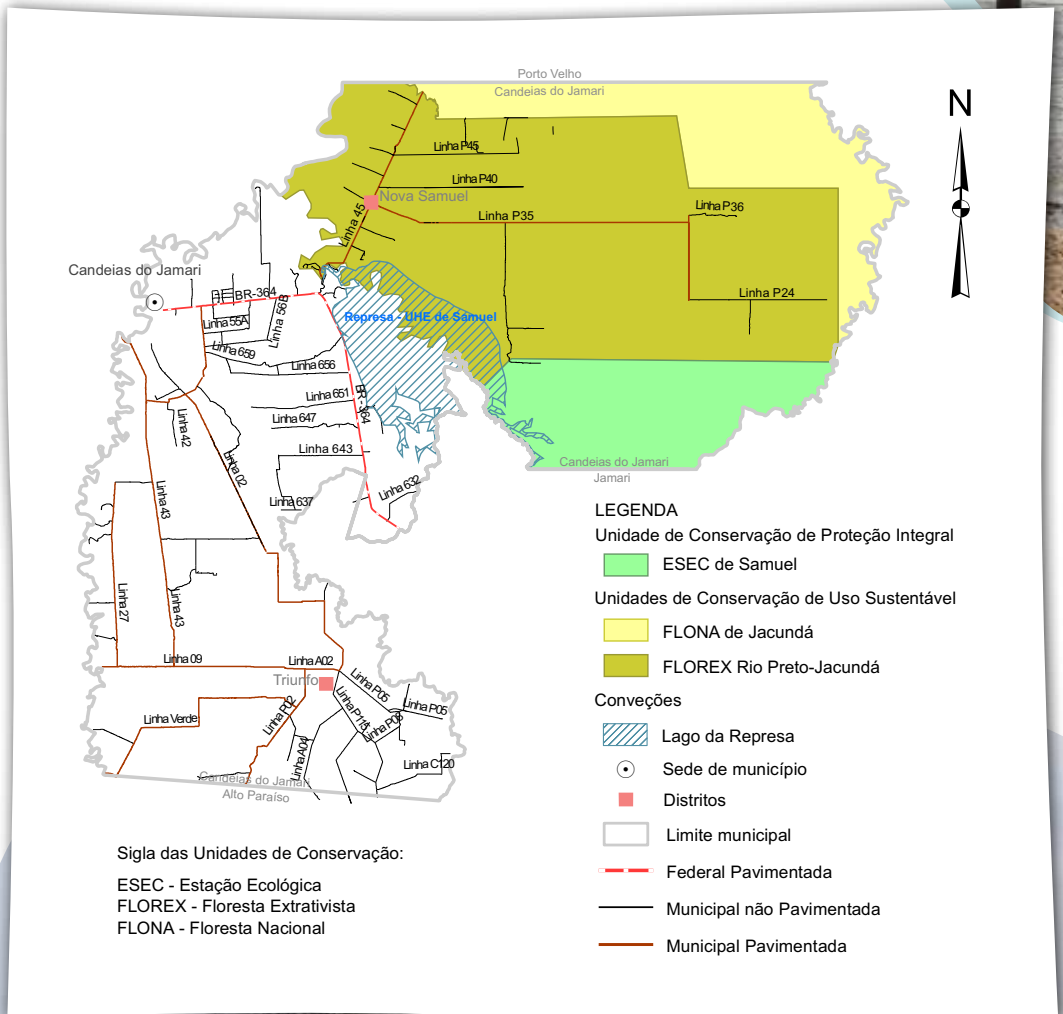 Porto Velho
Candeias do Jamari
N
Linha P45
Linha P40
Nova Samuel
Linha P36
Linha P35
Linha 45
Candeias do Jamari
BR-364
Linha P24
Linha 56B
Linha 55A
Represa - UHE de Samuel
Linha 659
Linha 656
Linha 651
BR-364
Linha 647
Linha 42
Linha 02
Linha 643
Candeias do Jamari
Jamari
Linha 632
Linha 637
Linha 43
Linha 27
Linha 43
Linha 09
Linha A02
Triunfo
Linha P05
Linha P05
Linha P02
Linha P113
Linha P08
Linha Verde
Linha A04
Linha C120
Candeias do Jamari
Alto Paraíso
LEGENDA
Unidade de Conservação de Proteção Integral
ESEC de Samuel
Unidades de Conservação de Uso Sustentável
FLONA de Jacundá
FLOREX Rio Preto-Jacundá
Conveções
Lago da Represa
Sede de município
Distritos
Limite municipal
Federal Pavimentada
Municipal não Pavimentada
Municipal Pavimentada
Sigla das Unidades de Conservação:
ESEC - Estação Ecológica
FLOREX - Floresta Extrativista
FLONA - Floresta Nacional